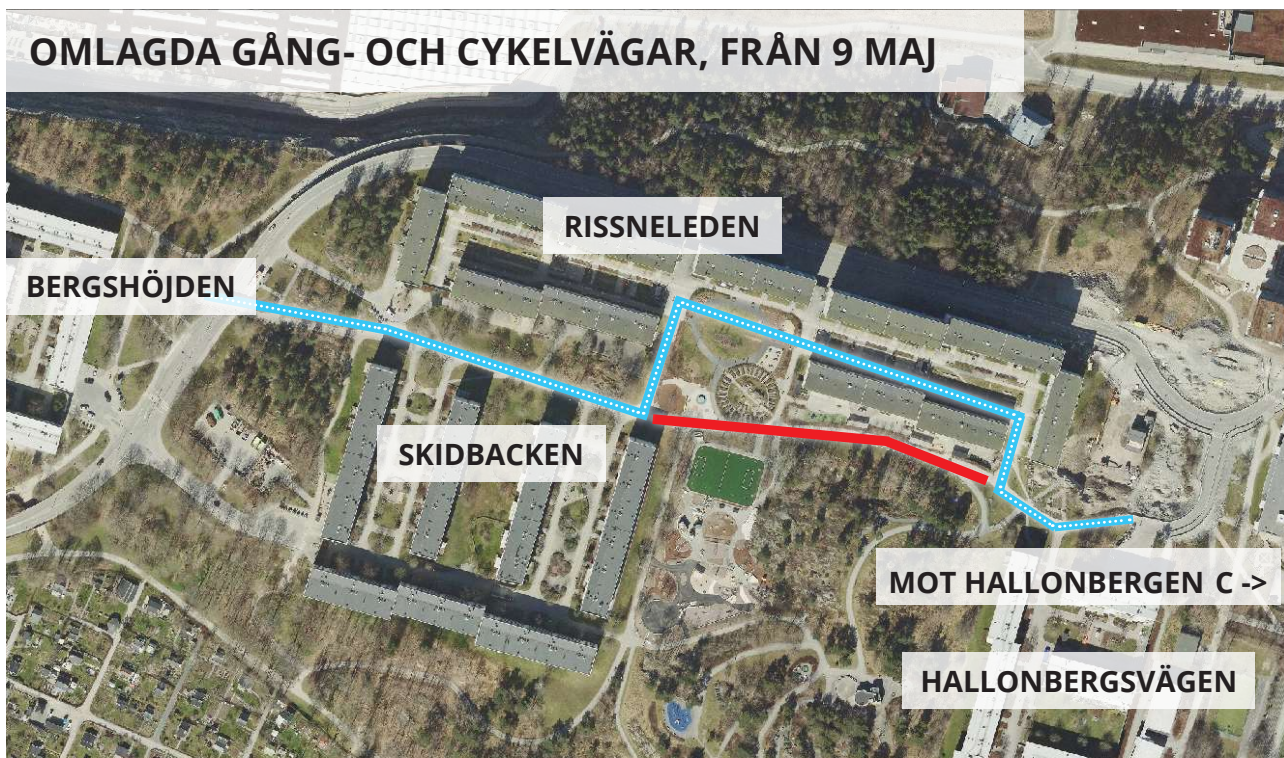 OMLAGDA GÅNG- OCH CYKELVÄGAR, FRÅN 9 MAJ
RISSNELEDEN
BERGSHÖJDEN
SKIDBACKEN
MOT HALLONBERGEN C ->
HALLONBERGSVÄGEN